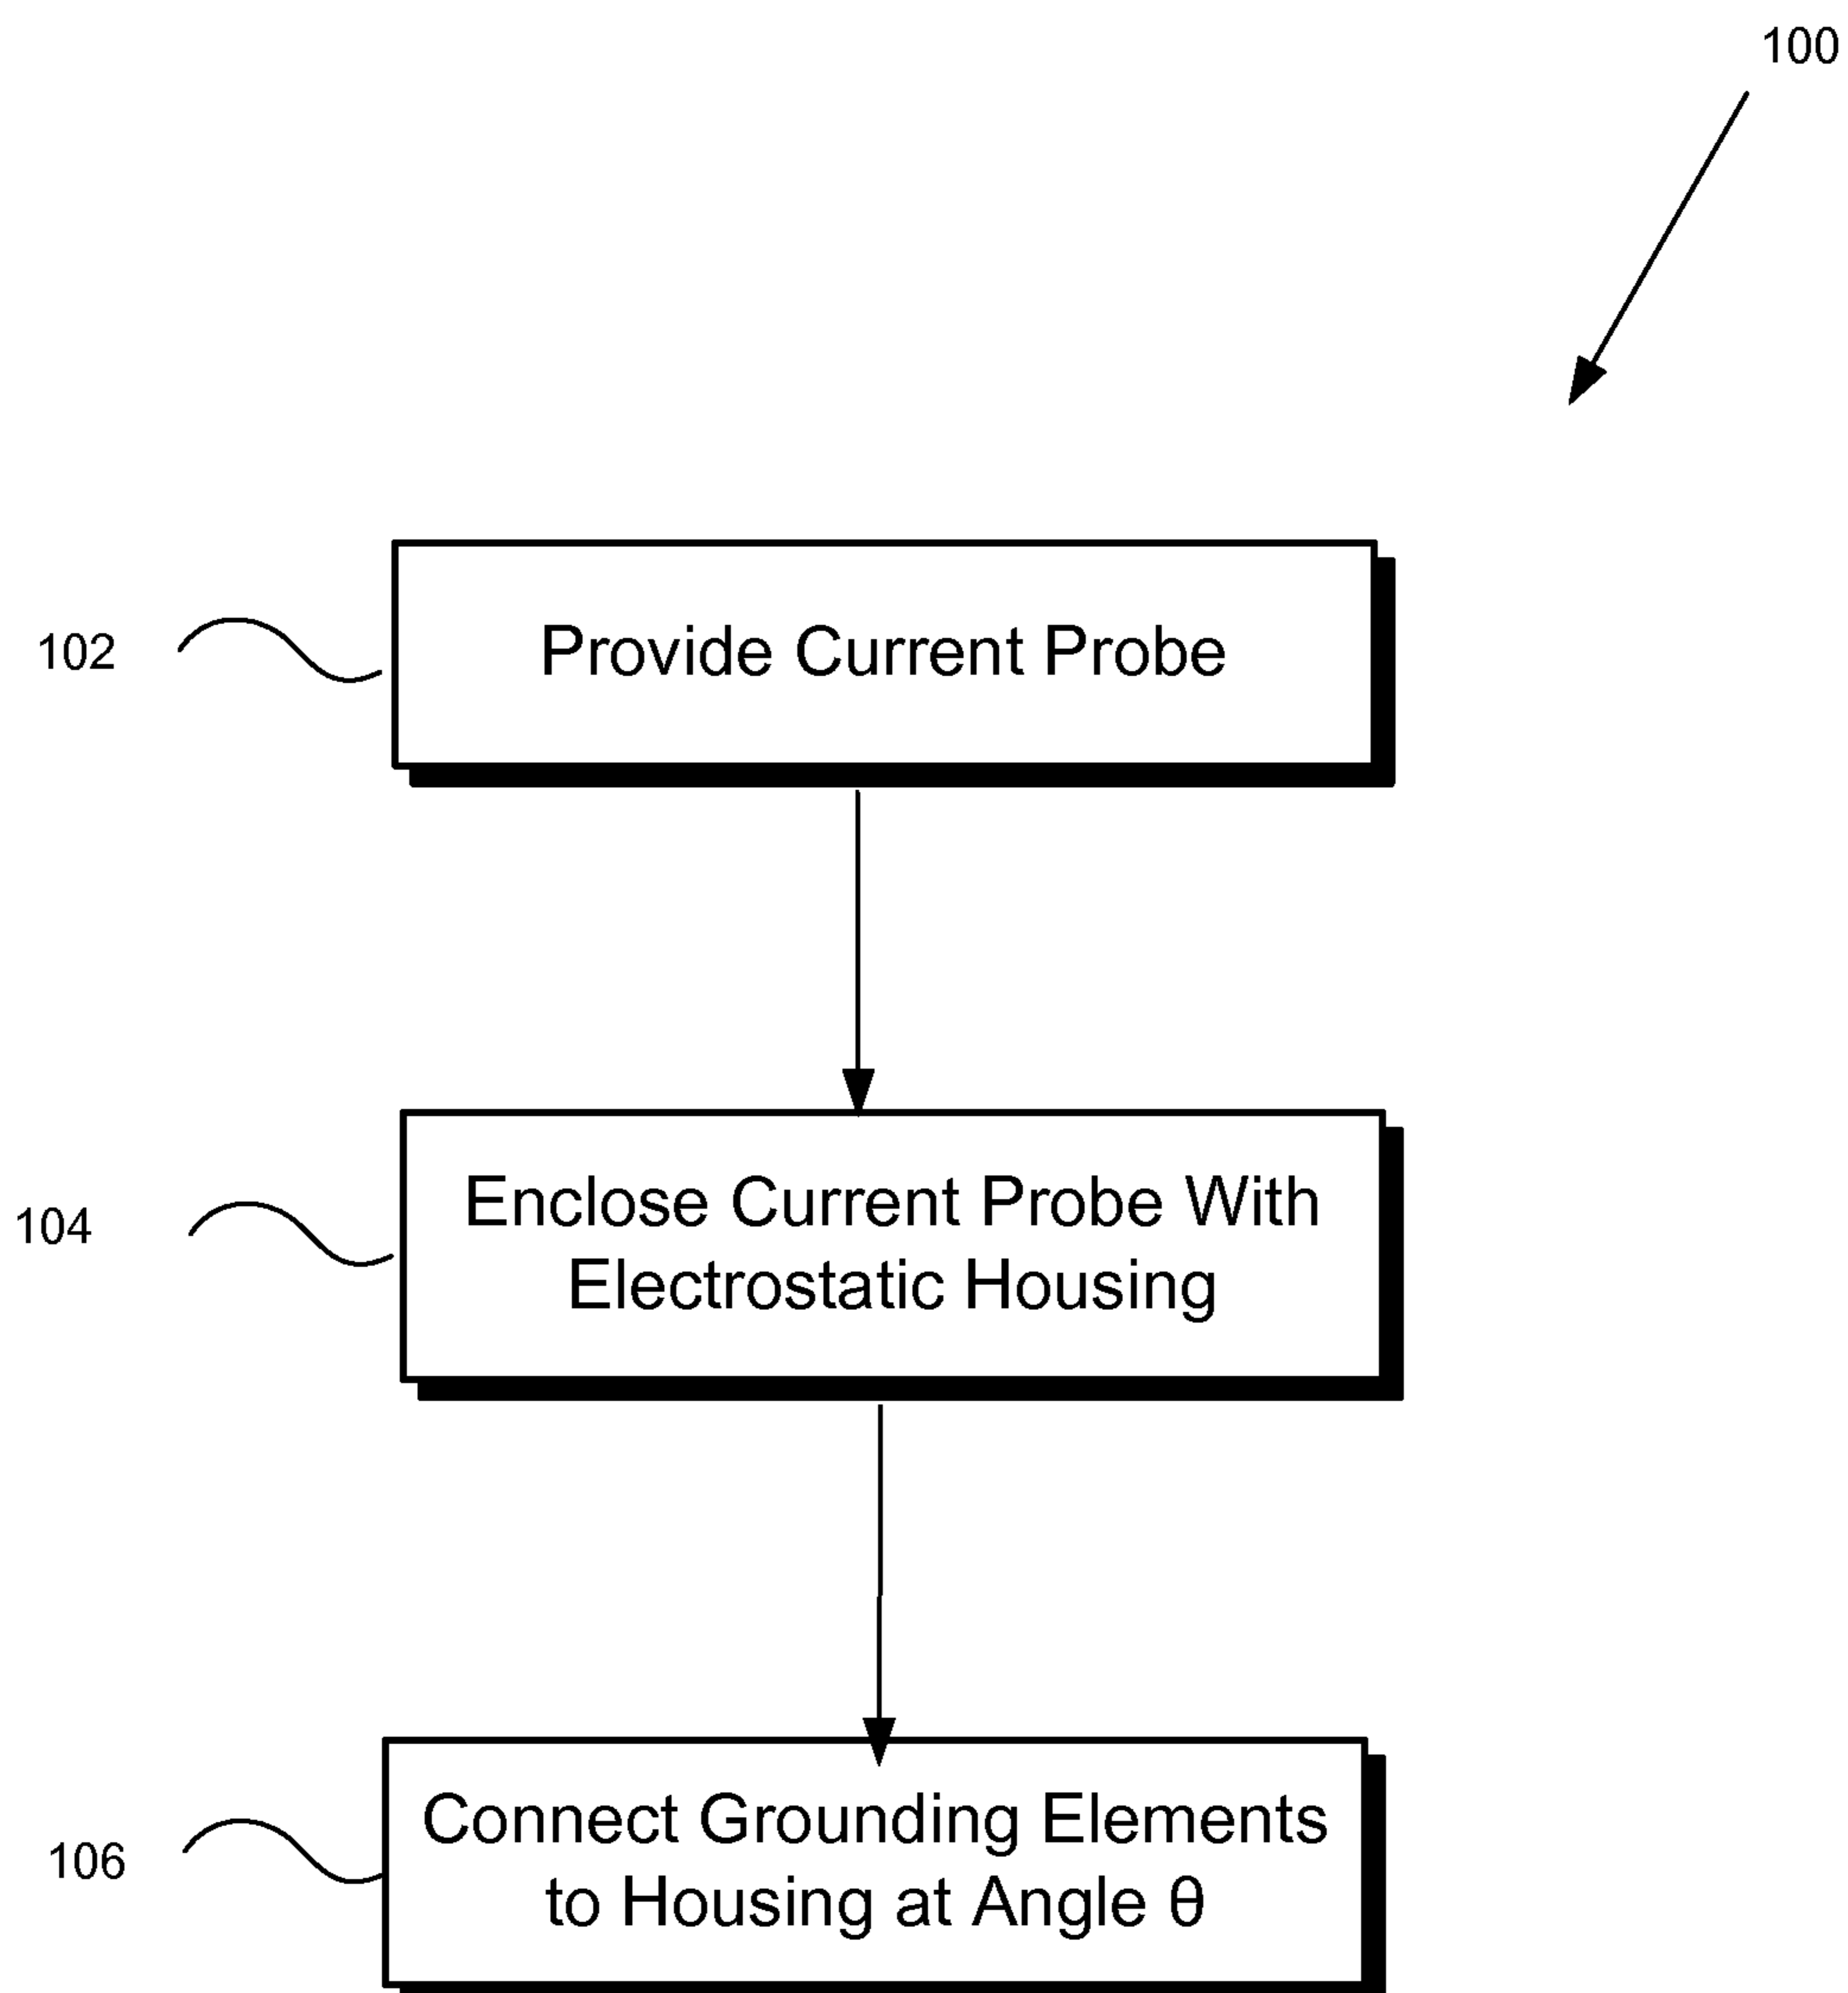 100
102
Provide Current Probe
104
Enclose Current Probe With
Electrostatic Housing
106
Connect Grounding Elements
to Housing at Angle θ